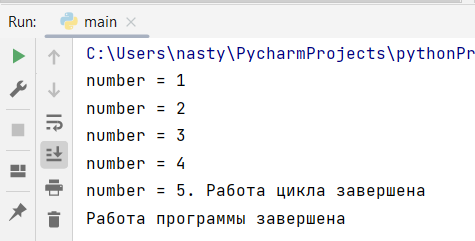 Run: main
C:\Users\nasty\PycharmProjects\pythonPr
number = 1
number = 2
number = 3
number = 4
number = 5. Работа цикла завершена
Работа программы завершена